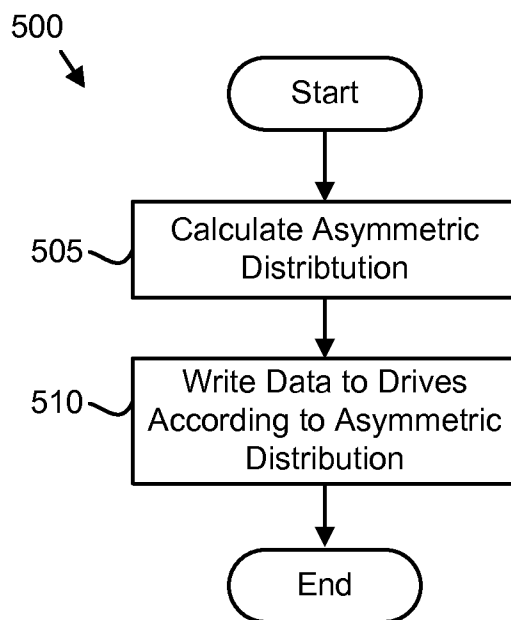 500
Start
505
Calculate Asymmetric
Distribtution
510
Write Data to Drives
According to Asymmetric
Distribution
End